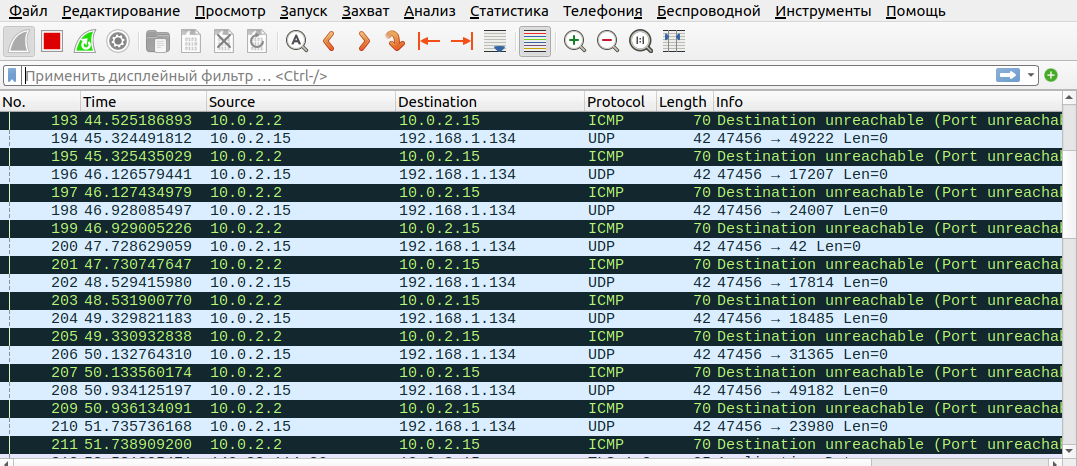 Файл Редактирование Просмотр Запуск Захват Анализ Статистика Телефония Беспроводной Инструменты Помощь
Применить дисплейный фильтр ... <Ctrl-/>
No. Time Source Destination Protocol Length Info
193 44.525186893 10.0.2.2 10.0.2.15 ICMP 70 Destination unreachable (Port unreachal
194 45.324491812 10.0.2.15 192.168.1.134 UDP 42 47456 → 49222 Len=0
195 45.325435029 10.0.2.2 10.0.2.15 ICMP 70 Destination unreachable (Port unreachal
196 46.126579441 10.0.2.15 192.168.1.134 UDP 42 47456 → 17207 Len=0
197 46.127434979 10.0.2.2 10.0.2.15 ICMP 70 Destination unreachable (Port unreachal
198 46.928085497 10.0.2.15 192.168.1.134 UDP 42 47456 → 24007 Len=0
199 46.929005226 10.0.2.2 10.0.2.15 ICMP 70 Destination unreachable (Port unreachal
200 47.728629059 10.0.2.15 192.168.1.134 UDP 42 47456 → 42 Len=0
201 47.730747647 10.0.2.2 10.0.2.15 ICMP 70 Destination unreachable (Port unreachal
202 48.529415980 10.0.2.15 192.168.1.134 UDP 42 47456 → 17814 Len=0
203 48.531900770 10.0.2.2 10.0.2.15 ICMP 70 Destination unreachable (Port unreachal
204 49.329821183 10.0.2.15 192.168.1.134 UDP 42 47456 → 18485 Len=0
205 49.330932838 10.0.2.2 10.0.2.15 ICMP 70 Destination unreachable (Port unreachal
206 50.132764310 10.0.2.15 192.168.1.134 UDP 42 47456 → 31365 Len=0
207 50.133560174 10.0.2.2 10.0.2.15 ICMP 70 Destination unreachable (Port unreachal
208 50.934125197 10.0.2.15 192.168.1.134 UDP 42 47456 → 49182 Len=0
209 50.936134091 10.0.2.2 10.0.2.15 ICMP 70 Destination unreachable (Port unreachal
210 51.735736168 10.0.2.15 192.168.1.134 UDP 42 47456 → 23980 Len=0
211 51.738909200 10.0.2.2 10.0.2.15 ICMP 70 Destination unreachable (Port unreachal